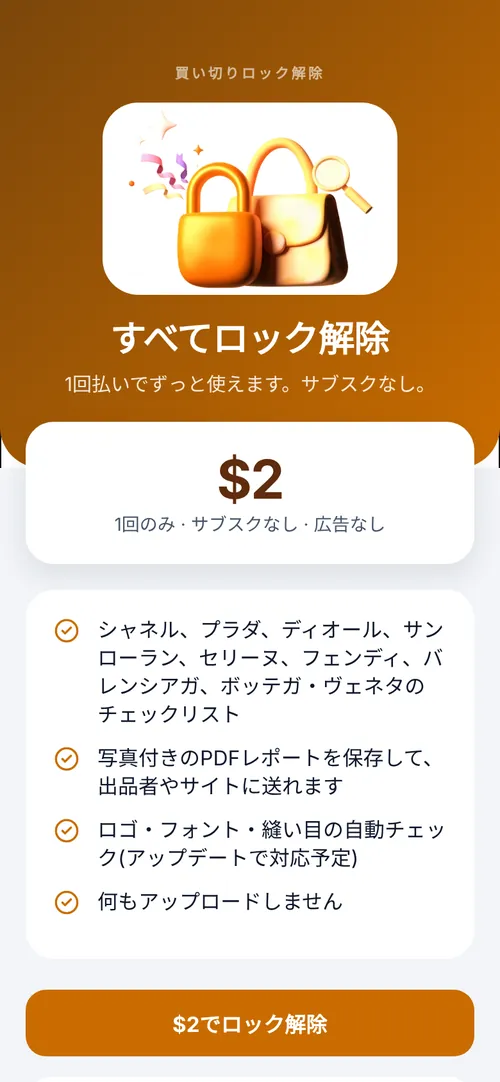 買い切りロック解除
すべてロック解除
1回払いでずっと使えます。サブスクなし。
$2
1回のみ · サブスクなし · 広告なし
シャネル、プラダ、ディオール、サン
ローラン、セリーヌ、フェンディ、バ
レンシアガ、ボッテガ・ヴェネタの
チェックリスト
写真付きのPDFレポートを保存して、
出品者やサイトに送れます
ロゴ・フォント・縫い目の自動チェッ
ク(アップデートで対応予定)
何もアップロードしません
$2でロック解除